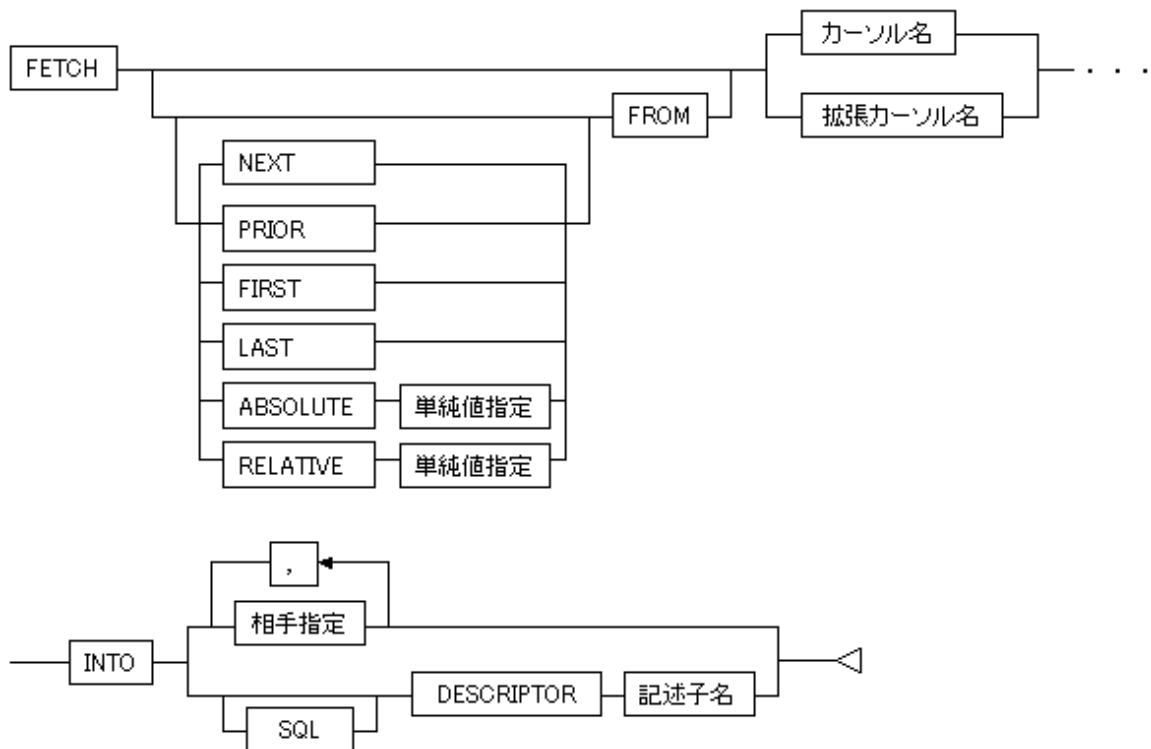 カーソル名
FETCH
・・・
FROM
拡張カーソル名
NEXT
PRIOR
FIRST
LAST
ABSOLUTE 単純値指定
RELATIVE 単純値指定
,
相手指定
INTO
DESCRIPTOR 記述子名
SQL